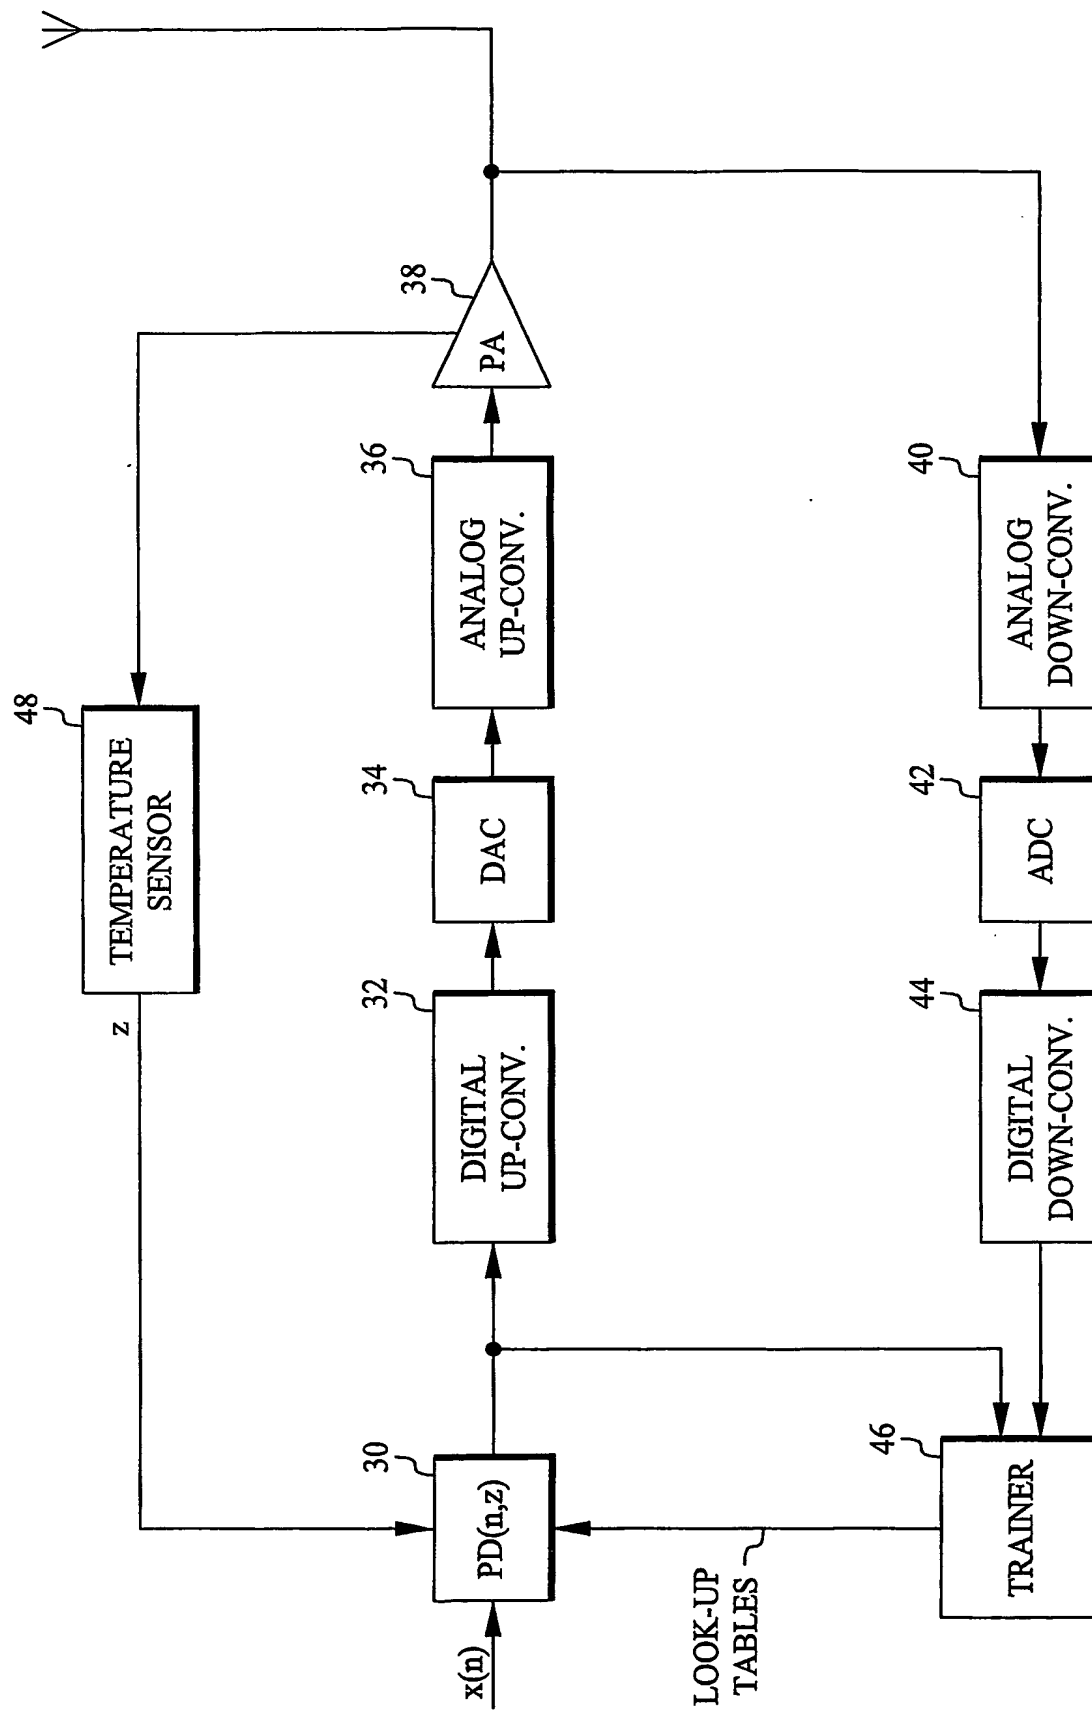 48
TEMPERATURE
SENSOR
z
x(n)
30
PD(n,z)
32
DIGITAL
UP-CONV.
34
DAC
36
ANALOG
UP-CONV.
38
PA
LOOK-UP
TABLES
46
TRAINER
44
DIGITAL
DOWN-CONV.
42
ADC
40
ANALOG
DOWN-CONV.